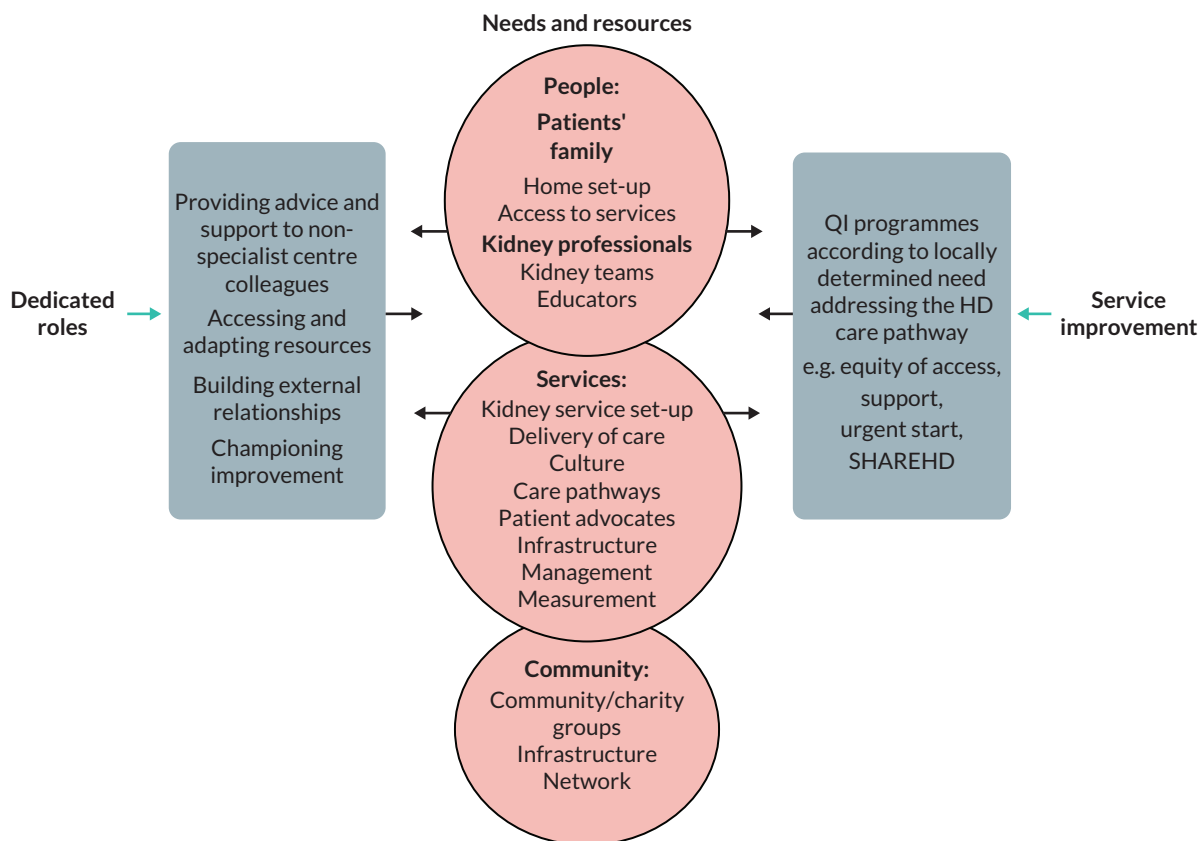 Needs and resources
People:
Patients'
family
Home set-up
Access to services
Kidney professionals
Kidney teams
Educators
Dedicated
roles
Providing advice and
support to non-
specialist centre
colleagues
Accessing and
adapting resources
Building external
relationships
Championing
improvement
Services:
Kidney service set-up
Delivery of care
Culture
Care pathways
Patient advocates
Infrastructure
Management
Measurement
QI programmes
according to locally
determined need
addressing the HD
care pathway
e.g. equity of access,
support,
urgent start,
SHAREHD
Service
improvement
Community:
Community/charity
groups
Infrastructure
Network